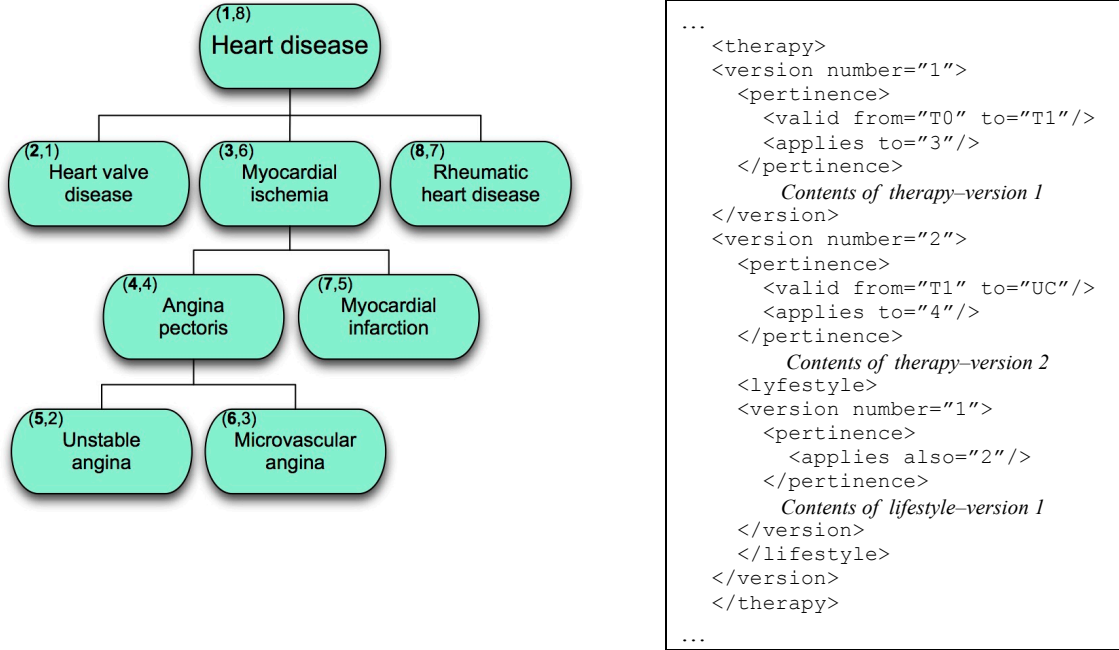 (1,8)
Heart disease
(2,1)
Heart valve
disease
(3,6)
Myocardial
ischemia
(8,7)
Rheumatic
heart disease
(4,4)
Angina
pectoris
(7,5)
Myocardial
infarction
(5,2)
Unstable
angina
(6,3)
Microvascular
angina
...
<therapy>
<version number=”1”>
<pertinence>
<valid from=”T0” to=”T1”/>
<applies to=”3”/>
</pertinence>
Contents of therapy–version 1
</version>
<version number=”2”>
<pertinence>
<valid from=”T1” to=”UC”/>
<applies to=”4”/>
</pertinence>
Contents of therapy–version 2
<lyfestyle>
<version number=”1”>
<pertinence>
<applies also=”2”/>
</pertinence>
Contents of lifestyle–version 1
</version>
</lifestyle>
</version>
</therapy>
...